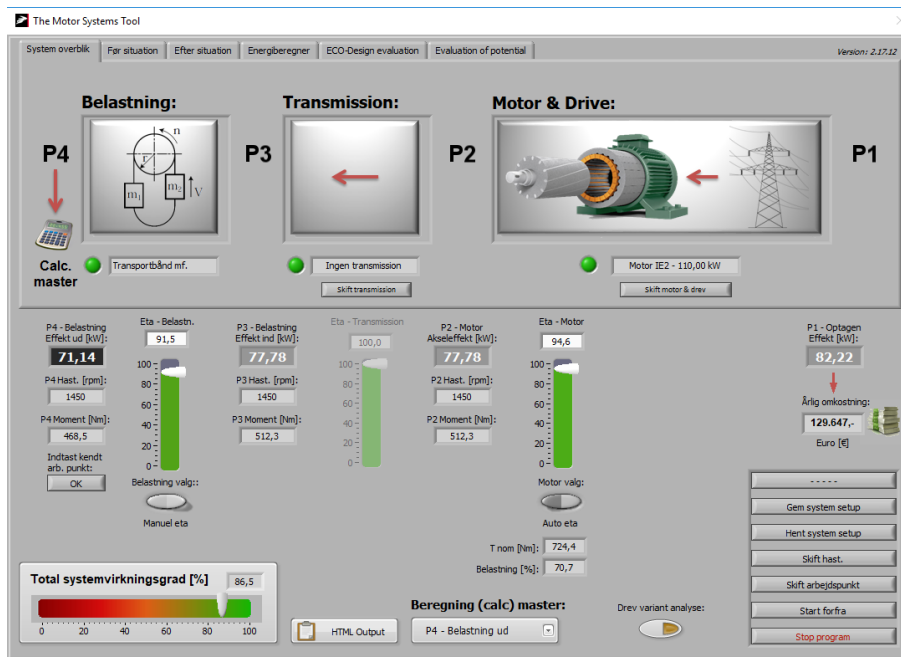 The Motor Systems Tool
System overblik
Før situation
Efter situation
Energiberegner
ECO-Design evaluation
Evaluation of potential
Version: 2.17.12
Belastning:
Transmission:
Motor & Drive:
P4
P3
P2
P1
n
r
m1
m2
V
Calc.
master
Transportbånd mf.
Ingen transmission
Motor IE2 - 110,00 kW
Skift transmission
Skift motor & drev
P4 - Belastning
Effekt ud [kW]:
71,14
P4 Hast. [rpm]:
1450
P4 Moment [Nm]:
468,5
Indtast kendt
arb. punkt:
OK
Eta - Belastn.
91,5
100
80
60
40
20
0
Belastning valg::
Manuel eta
P3 - Belastning
Effekt ind [kW]:
77,78
P3 Hast. [rpm]:
1450
P3 Moment [Nm]:
512,3
Eta - Transmission
100,0
100
80
60
40
20
0
P2 - Motor
Akseleffekt [kW]:
77,78
P2 Hast. [rpm]:
1450
P2 Moment [Nm]:
512,3
Eta - Motor
94,6
100
80
60
40
20
0
Motor valg:
Auto eta
T nom [Nm]: 724,4
Belastning [%]: 70,7
P1 - Optagen
Effekt [kW]:
82,22
Årlig omkostning:
129.647,-
Euro [€]
- - - - -
Gem system setup
Hent system setup
Skift hast.
Skift arbejdspunkt
Start forfra
Stop program
Total systemvirkningsgrad [%] 86,5
0 20 40 60 80 100
HTML Output
Beregning (calc) master:
P4 - Belastning ud
Drev variant analyse: